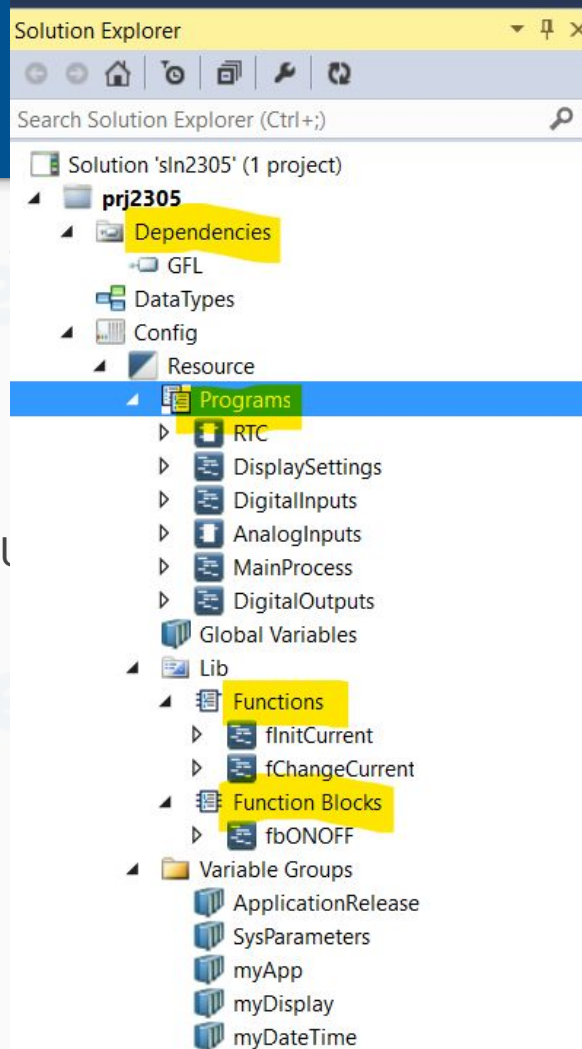 Solution Explorer
Search Solution Explorer (Ctrl+;)
Solution 'sln2305' (1 project)
prj2305
Dependencies
GFL
DataTypes
Config
Resource
Programs
RTC
DisplaySettings
DigitalInputs
AnalogInputs
MainProcess
DigitalOutputs
Global Variables
Lib
Functions
fInitCurrent
fChangeCurrent
Function Blocks
fbONOFF
Variable Groups
ApplicationRelease
SysParameters
myApp
myDisplay
myDateTime